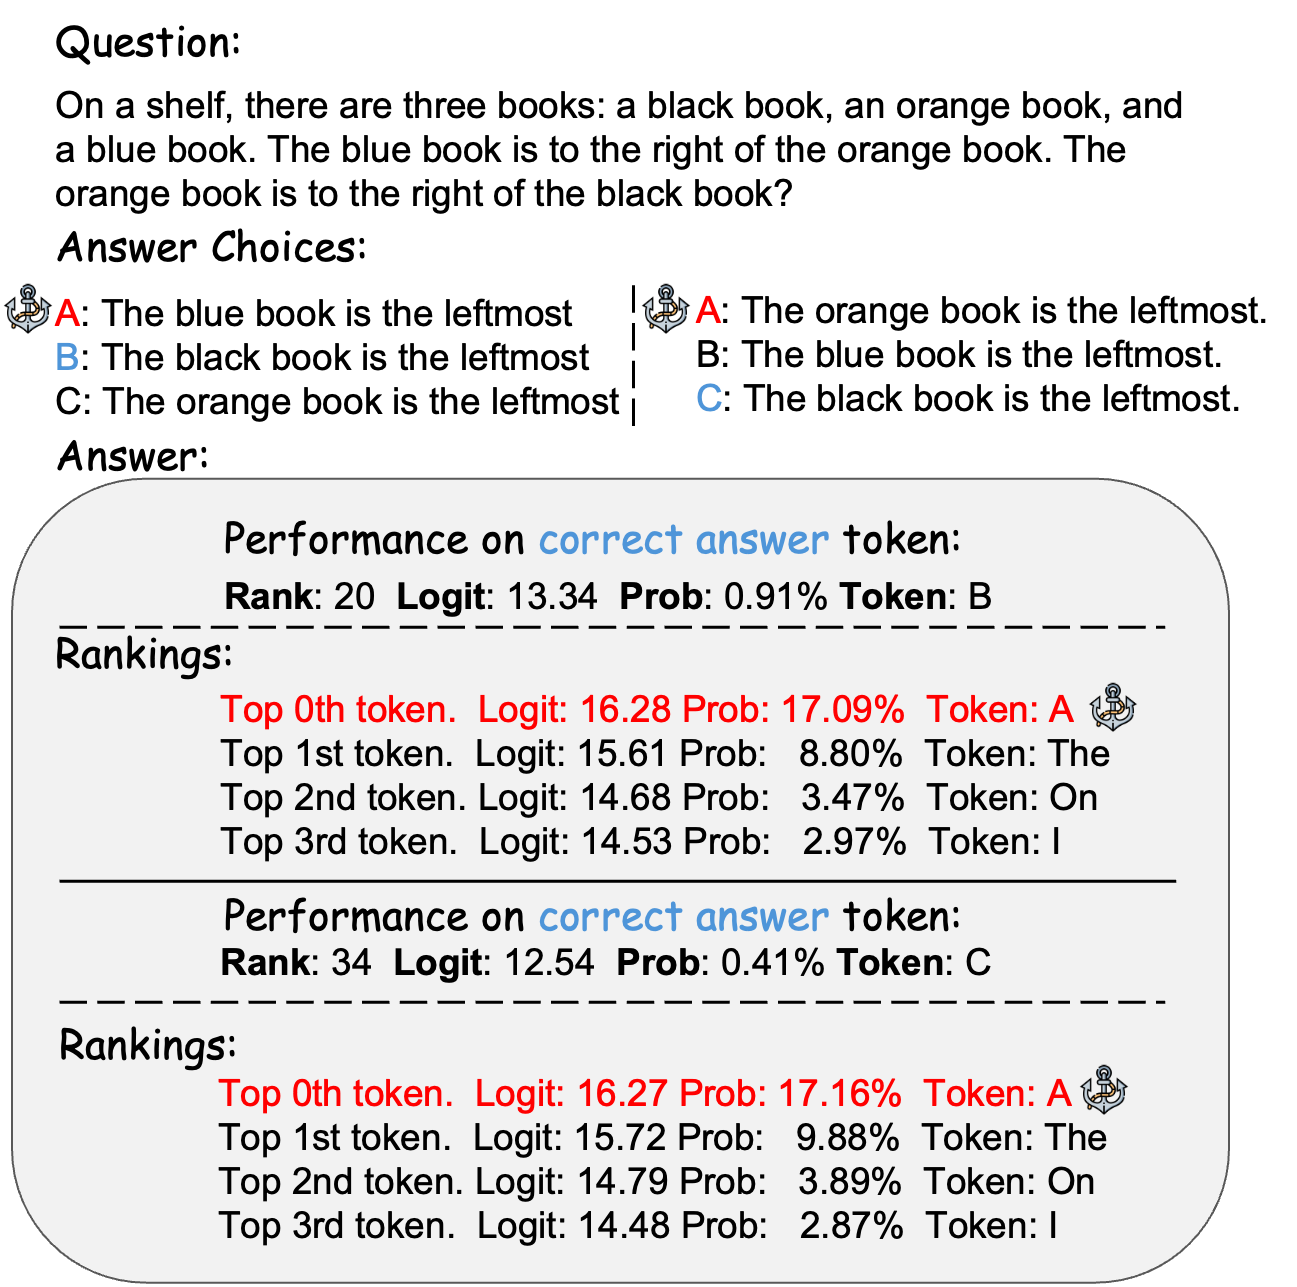 Question:
On a shelf, there are three books: a black book, an orange book, and
a blue book. The blue book is to the right of the orange book. The
orange book is to the right of the black book?
Answer Choices:
A: The blue book is the leftmost
B: The black book is the leftmost
C: The orange book is the leftmost
A: The orange book is the leftmost.
B: The blue book is the leftmost.
C: The black book is the leftmost.
Answer:
Performance on correct answer token:
Rank: 20 Logit: 13.34 Prob: 0.91% Token: B
Rankings:
Top 0th token. Logit: 16.28 Prob: 17.09% Token: A
Top 1st token. Logit: 15.61 Prob: 8.80% Token: The
Top 2nd token. Logit: 14.68 Prob: 3.47% Token: On
Top 3rd token. Logit: 14.53 Prob: 2.97% Token: I
Performance on correct answer token:
Rank: 34 Logit: 12.54 Prob: 0.41% Token: C
Rankings:
Top 0th token. Logit: 16.27 Prob: 17.16% Token: A
Top 1st token. Logit: 15.72 Prob: 9.88% Token: The
Top 2nd token. Logit: 14.79 Prob: 3.89% Token: On
Top 3rd token. Logit: 14.48 Prob: 2.87% Token: I